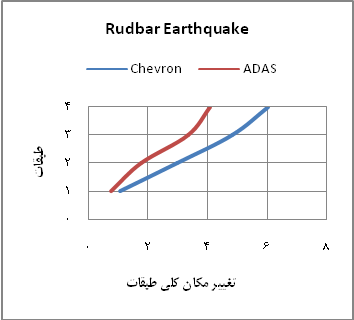 Rudbar Earthquake
Chevron ADAS
۴
۳
۲
۱
۰
طبقات
۰ ۲ ۴ ۶ ۸
تغییر مکان کلی طبقات